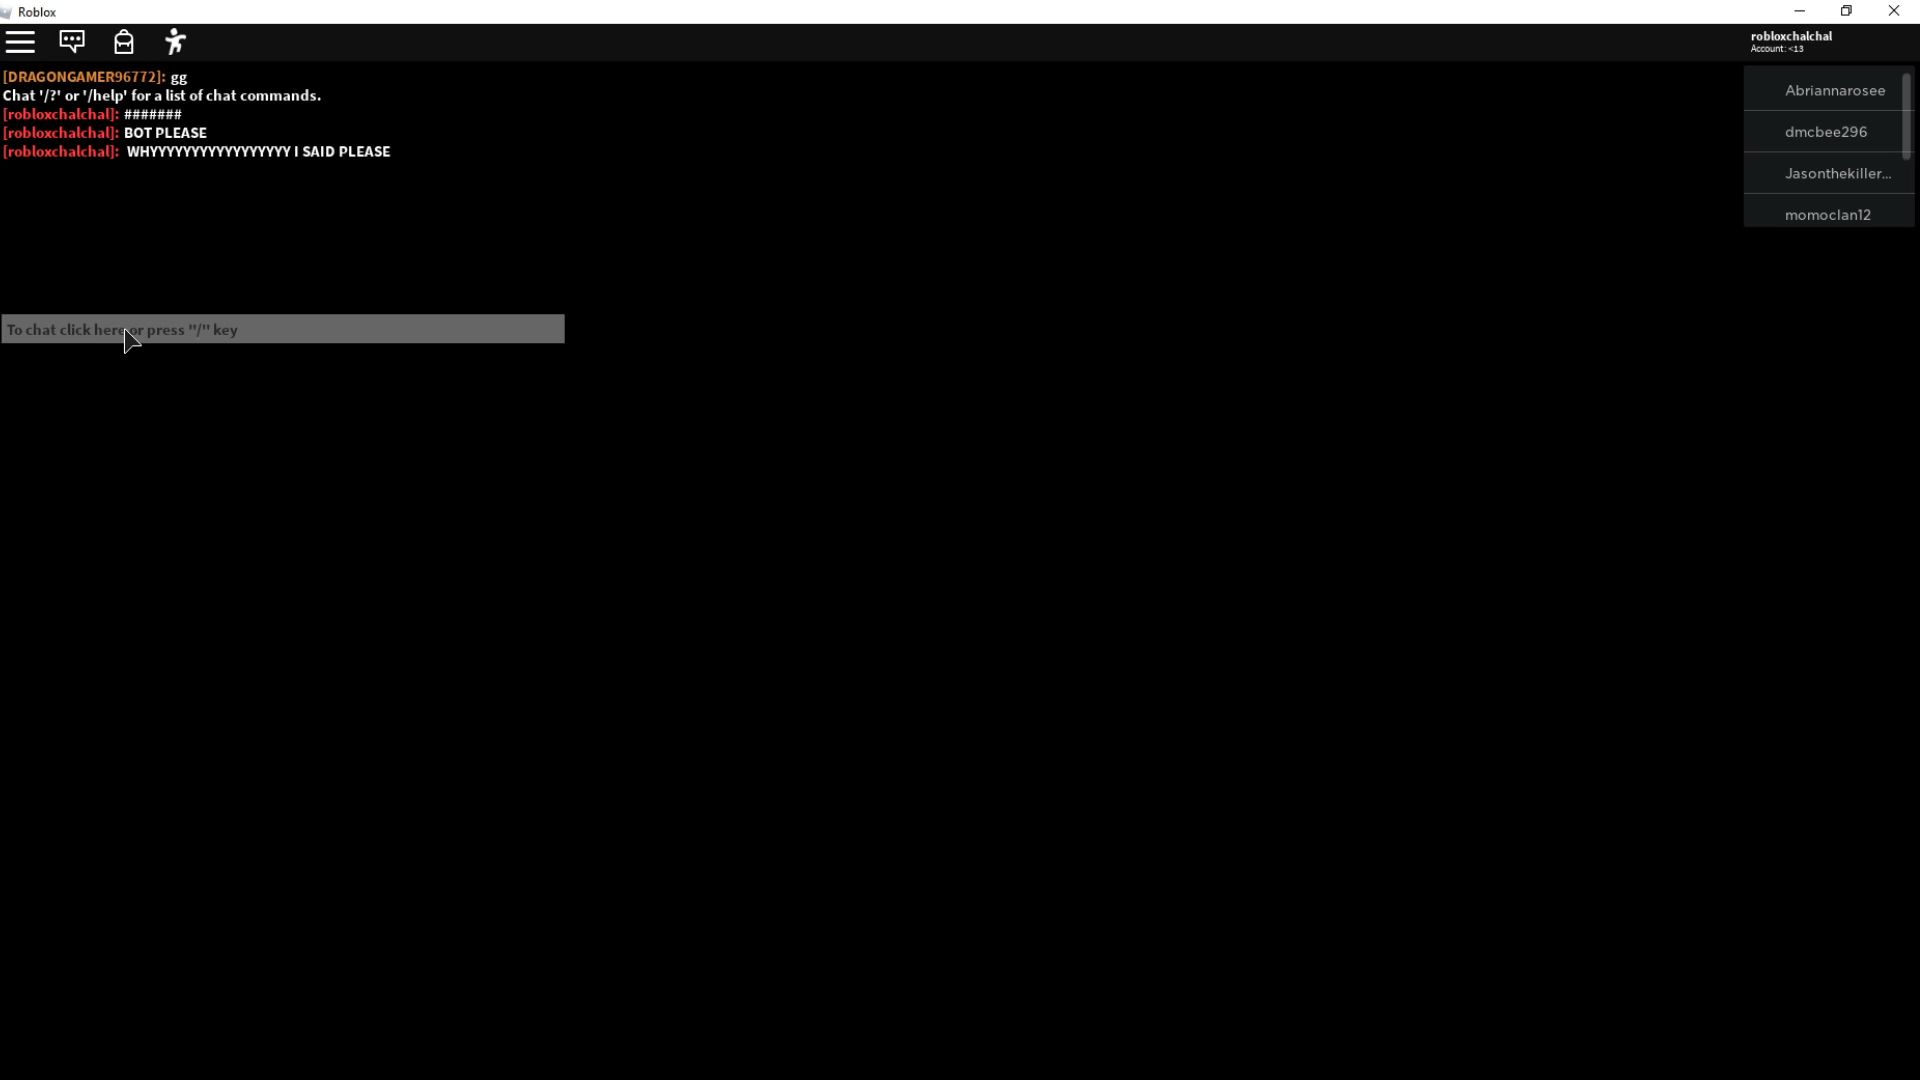 Roblox
robloxchalchal
Account: <13
[DRAGONGAMER96772]: gg
Chat '/?' or '/help' for a list of chat commands.
[robloxchalchal]: #######
[robloxchalchal]: BOT PLEASE
[robloxchalchal]: WHYYYYYYYYYYYYYYYYY I SAID PLEASE
Abriannarosee
dmcbee296
Jasonthekiller...
momoclan12
To chat click here or press "/" key